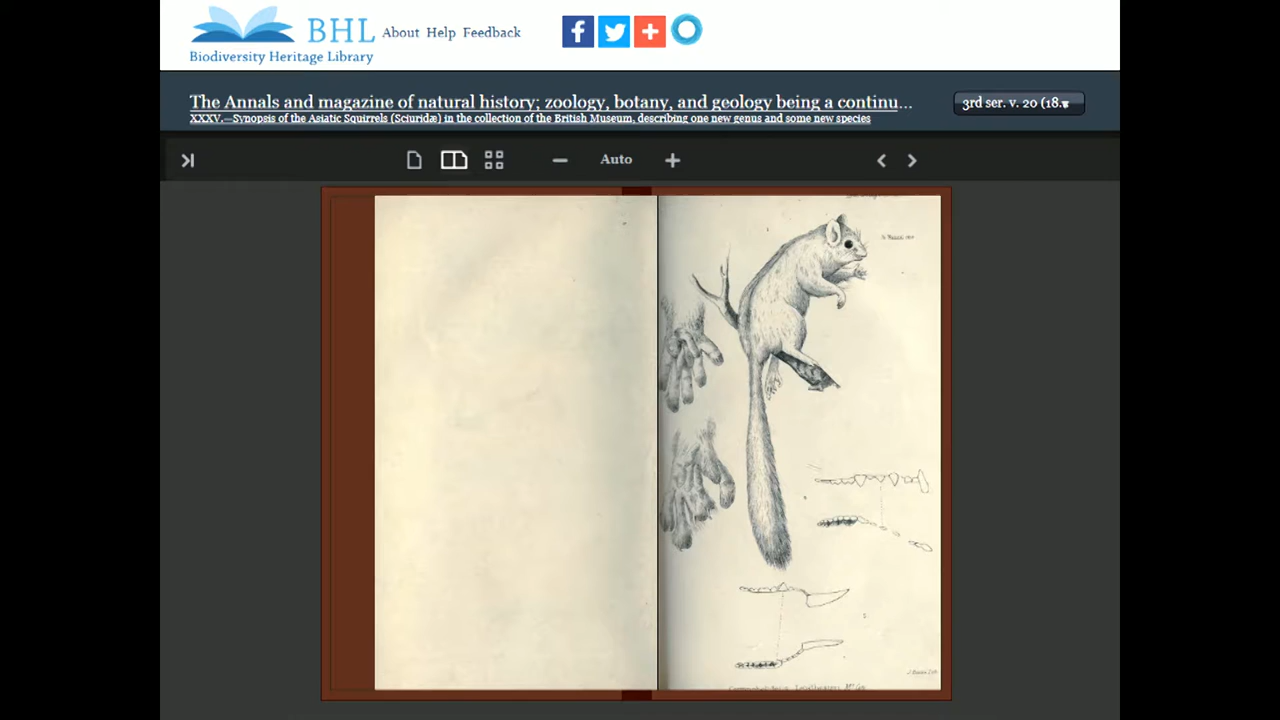 BHL
About Help Feedback
Biodiversity Heritage Library
The Annals and magazine of natural history; zoology, botany, and geology being a continu...
3rd ser. v. 20 (18.
XXXV.—Synopsis of the Asiatic Squirrels (Sciuridæ) in the collection of the British Museum, describing one new genus and some new species
Auto